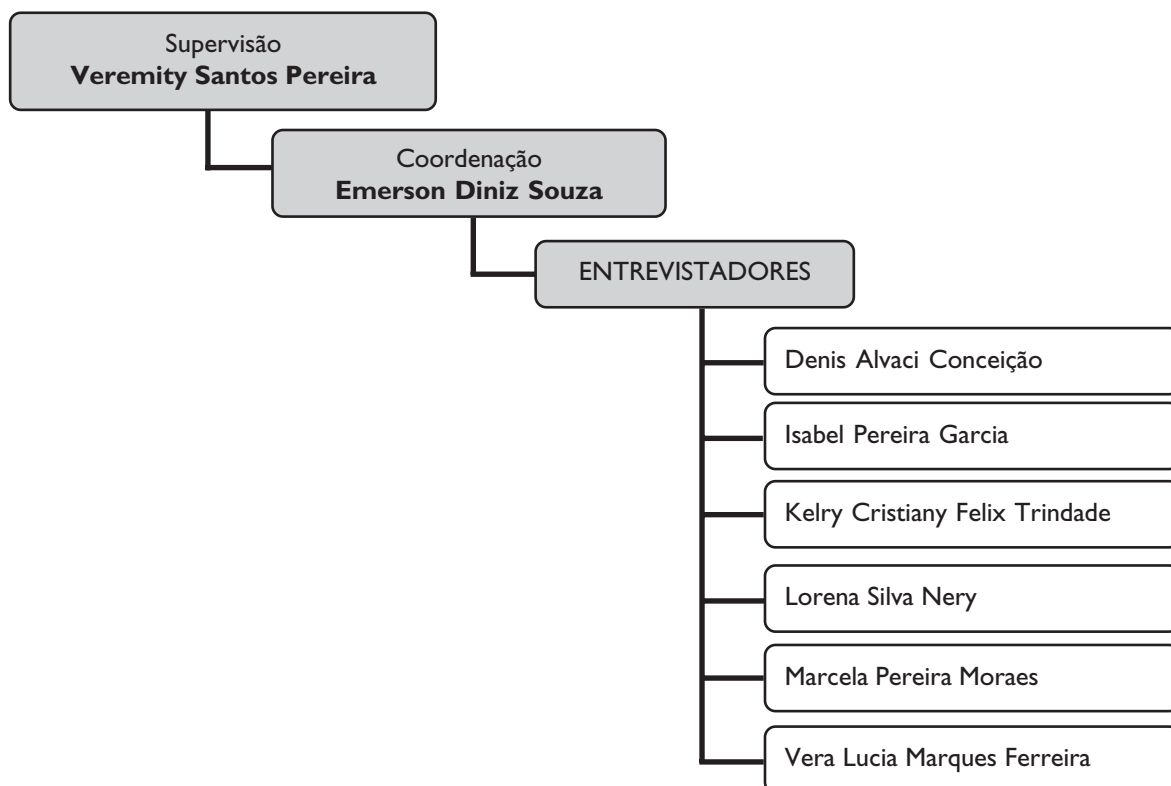 Supervisão
Veremity Santos Pereira
Coordenação
Emerson Diniz Souza
ENTREVISTADORES
Denis Alvaci Conceição
Isabel Pereira Garcia
Kelry Cristiany Felix Trindade
Lorena Silva Nery
Marcela Pereira Moraes
Vera Lucia Marques Ferreira